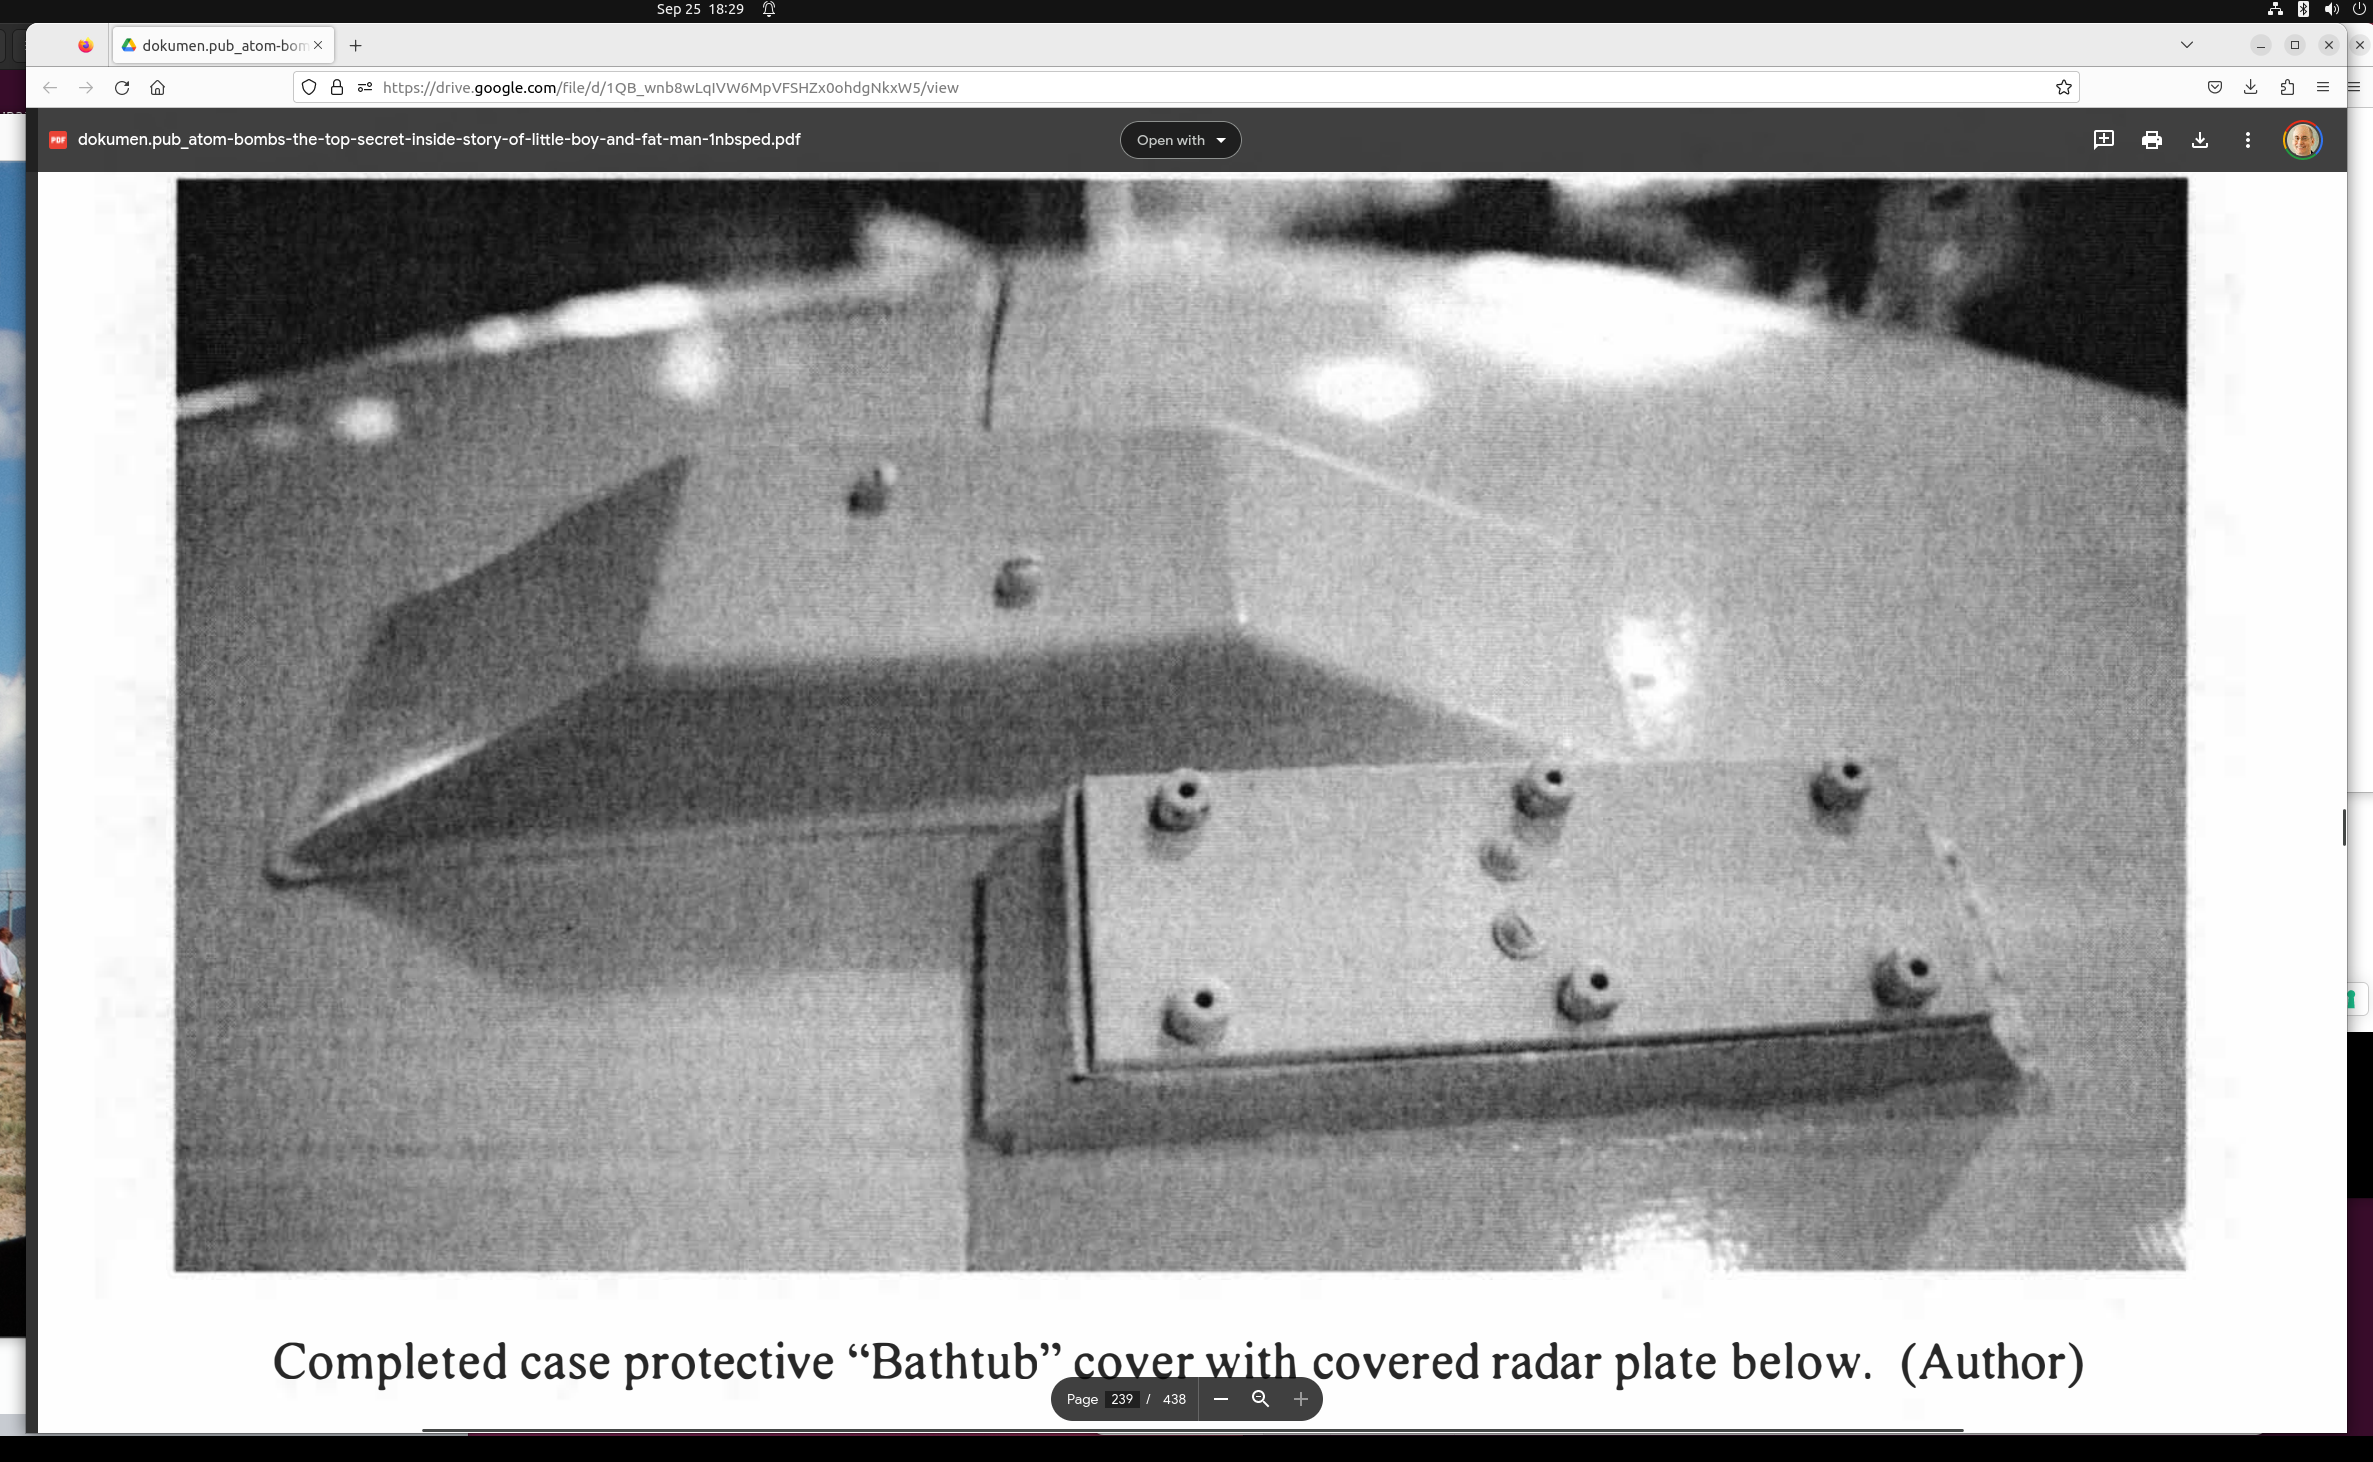 Sep 25 18:29
dokumen.pub_atom-bom
https://drive.google.com/file/d/1QB_wnb8wLqIVW6MpVFSHZx0ohdgNkxW5/view
PDF dokumen.pub_atom-bombs-the-top-secret-inside-story-of-little-boy-and-fat-man-1nbsped.pdf
Open with
Completed case protective “Bathtub” cover with covered radar plate below. (Author)
Page 239 / 438